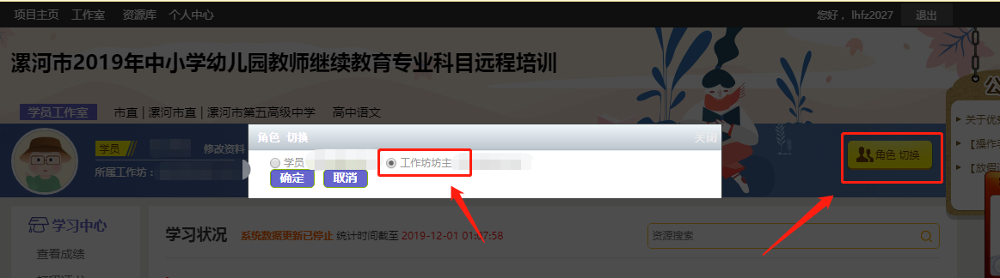 项目主页 工作室 资源库 个人中心 您好，lhfz2027 退出
漯河市2019年中小学幼儿园教师继续教育专业科目远程培训
学员工作室 市直 | 漯河市直 | 漯河市第五高级中学 高中语文
角色 切换 关闭
学员 修改资料
学员 工作坊坊主
所属工作坊：
确定 取消
角色 切换
公
关于优
【操作
【放假
学习中心
学习状况 系统数据更新已停止 统计时间截至 2019-12-01 01:07:58
资源搜索
查看成绩